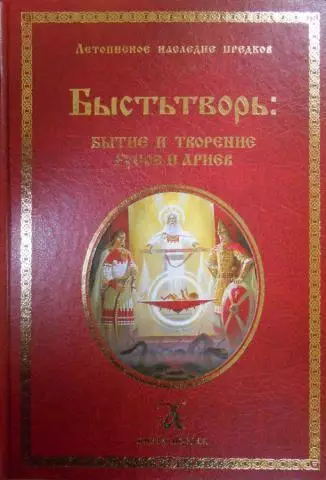 Летописное наследие предков
Быстьтворь:
бытие и творение
русов и ариев